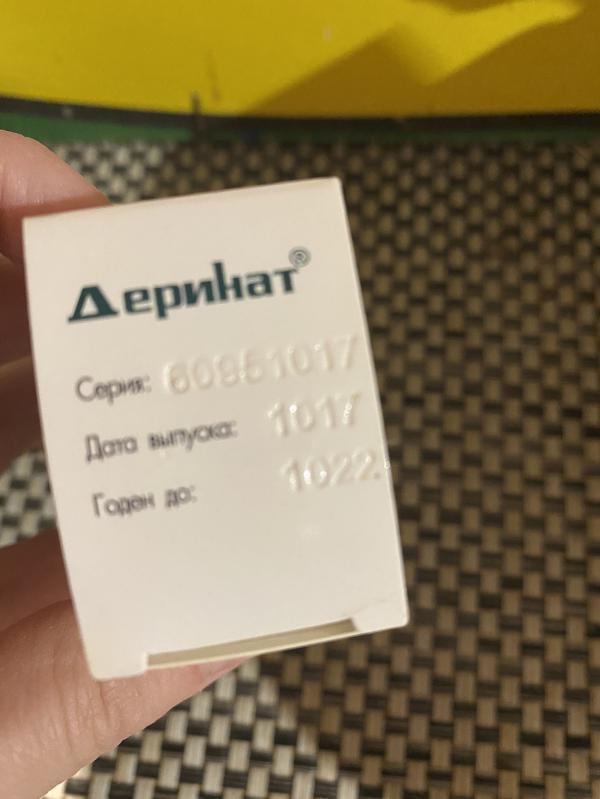 Деринат®
Серия: 60951017
Дата выпуска: 1017
Годен до: 1022